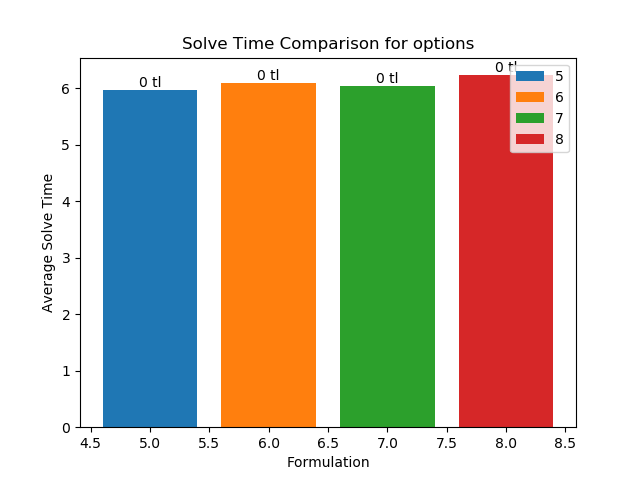 Solve Time Comparison for options
Average Solve Time
6
5
4
3
2
1
0
0 tl
0 tl
0 tl
0 tl
5
6
7
8
4.5
5.0
5.5
6.0
6.5
7.0
7.5
8.0
8.5
Formulation